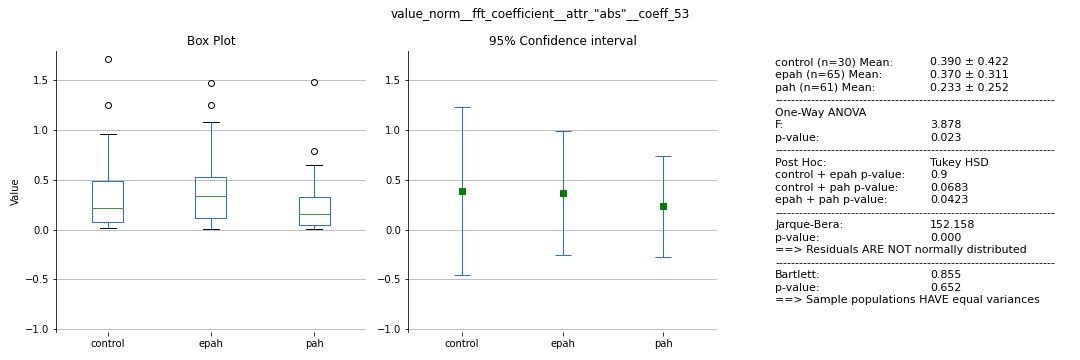 value_norm__fft_coefficient__attr_"abs"__coeff_53
Box Plot
Value
1.5
1.0
0.5
0.0
−0.5
−1.0
control epah pah
95% Confidence interval
1.5
1.0
0.5
0.0
−0.5
−1.0
control epah pah
control (n=30) Mean: 0.390 ± 0.422
epah (n=65) Mean: 0.370 ± 0.311
pah (n=61) Mean: 0.233 ± 0.252
One-Way ANOVA
F: 3.878
p-value: 0.023
Post Hoc: Tukey HSD
control + epah p-value: 0.9
control + pah p-value: 0.0683
epah + pah p-value: 0.0423
Jarque-Bera: 152.158
p-value: 0.000
==> Residuals ARE NOT normally distributed
Bartlett: 0.855
p-value: 0.652
==> Sample populations HAVE equal variances